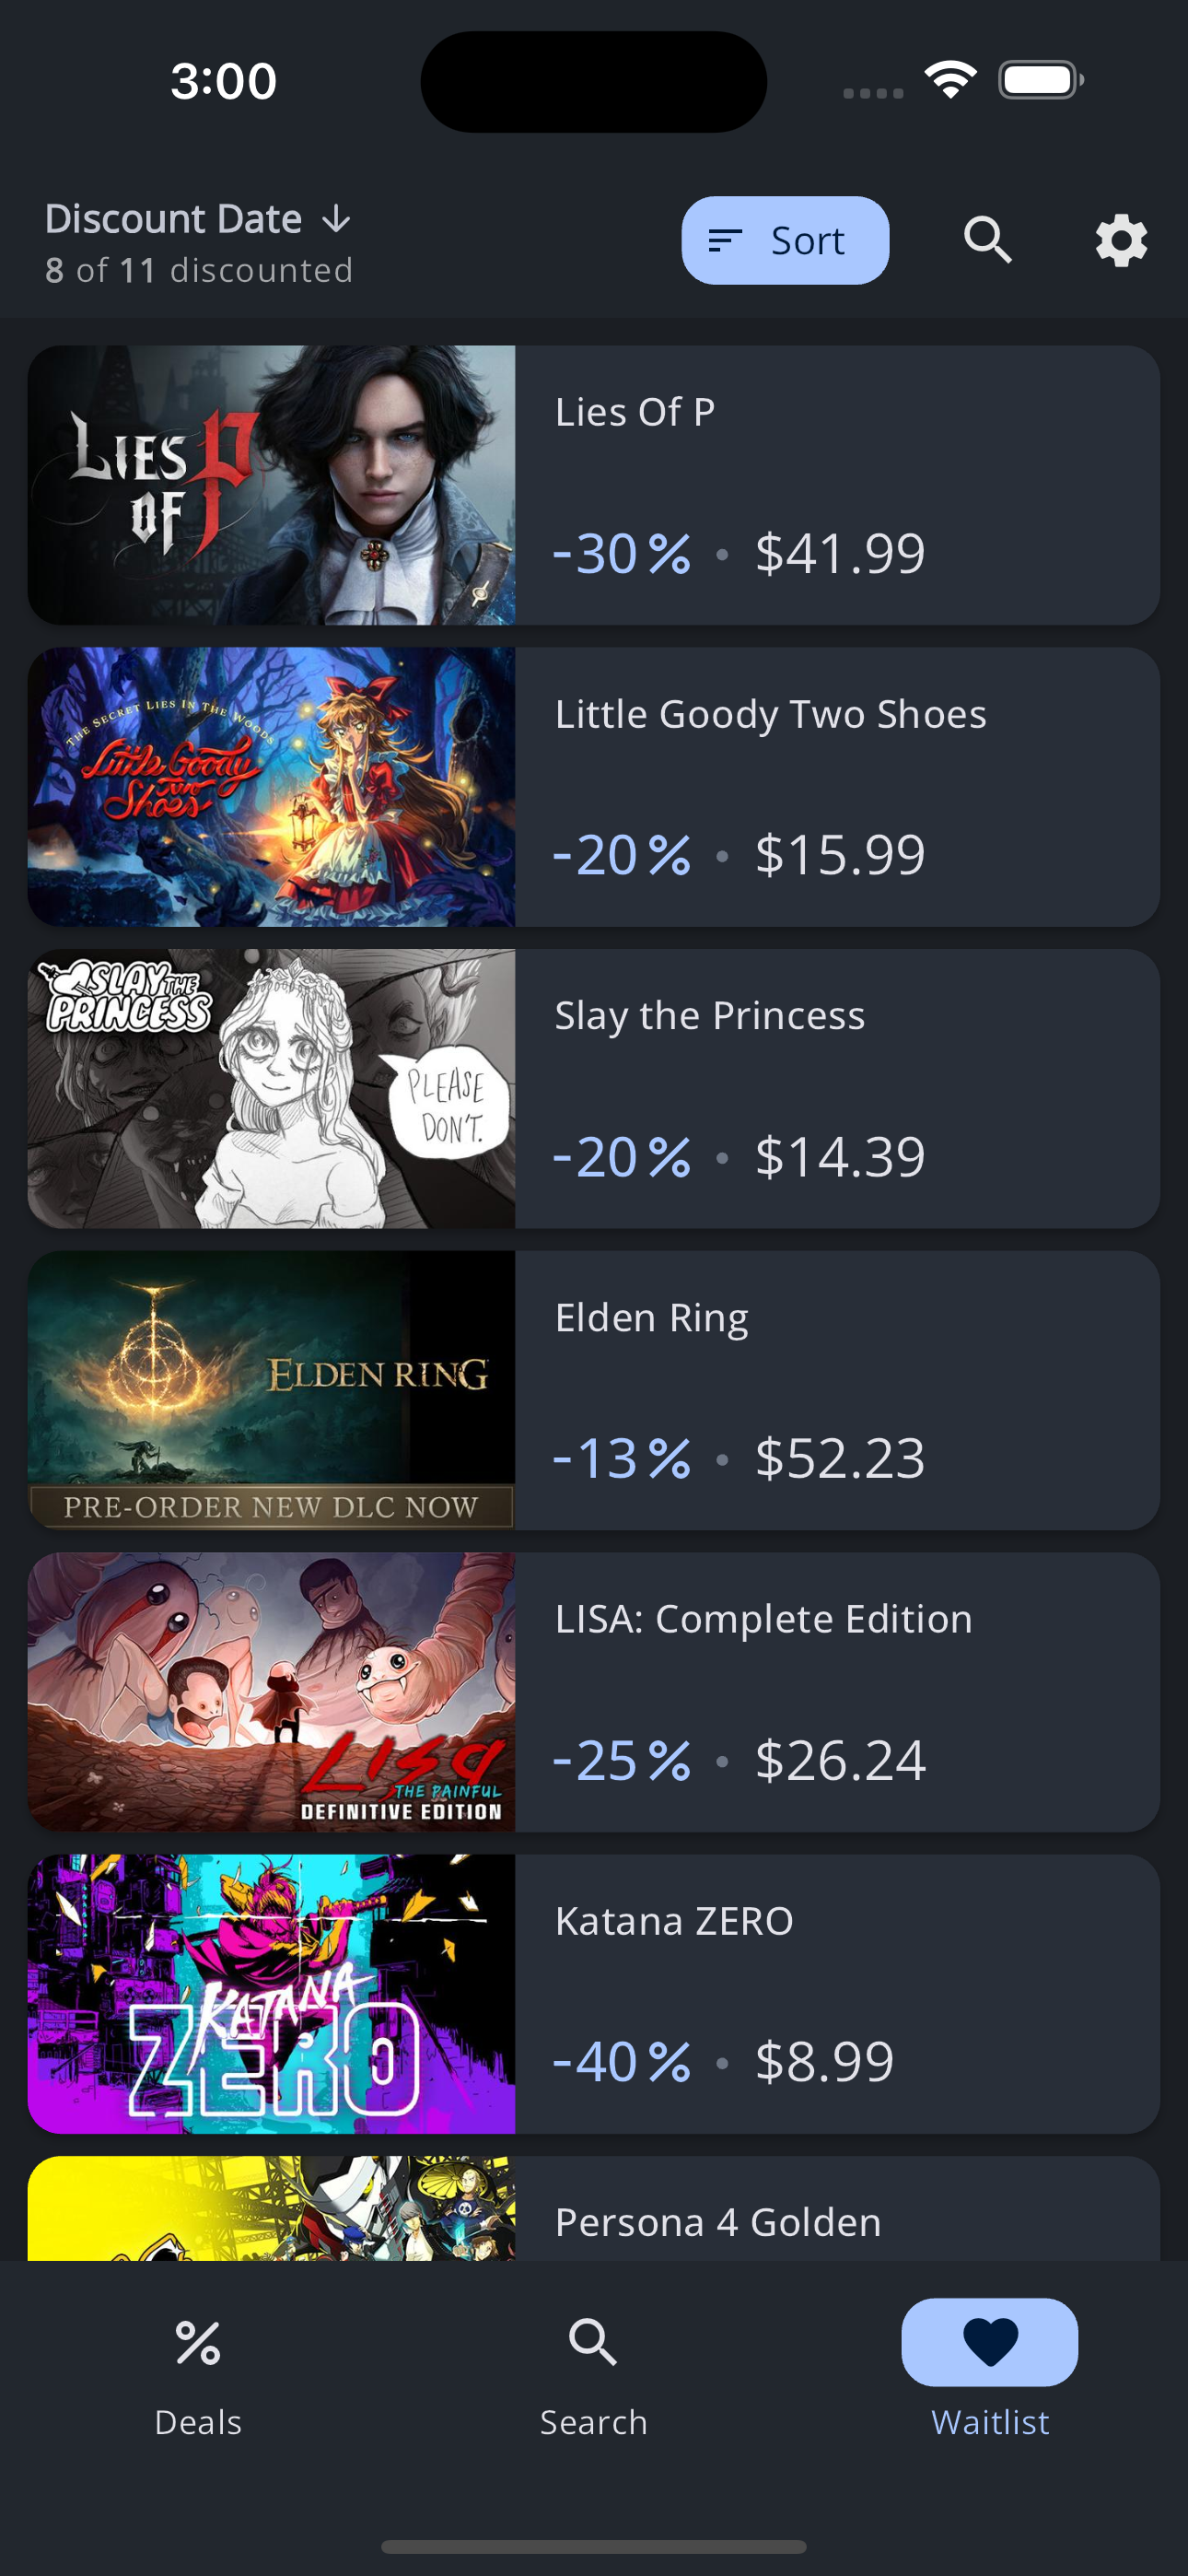 3:00
Discount Date
8 of 11 discounted
Sort
LIES OF P
Lies Of P
-30% • $41.99
THE SECRET LIES IN THE WOODS
Little Goody
Two
Shoes
Little Goody Two Shoes
-20% • $15.99
SLAY THE
PRINCESS
PLEASE
DON'T.
Slay the Princess
-20% • $14.39
ELDEN RING
PRE-ORDER NEW DLC NOW
Elden Ring
-13% • $52.23
LISA
THE PAINFUL
DEFINITIVE EDITION
LISA: Complete Edition
-25% • $26.24
KATANA
ZERO
Katana ZERO
-40% • $8.99
Persona 4 Golden
Deals
Search
Waitlist